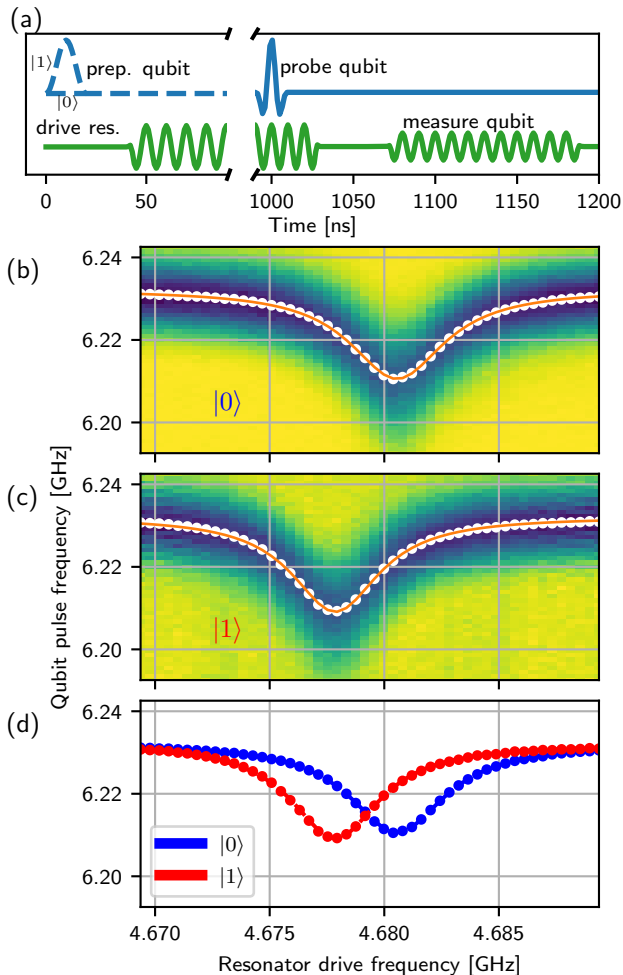 (a)
|1⟩
prep. qubit
|0⟩
probe qubit
drive res.
measure qubit
0
50
1000
1050
1100
1150
1200
Time [ns]
(b)
6.24
6.22
6.20
|0⟩
(c)
6.24
6.22
6.20
|1⟩
Qubit pulse frequency [GHz]
(d)
6.24
6.22
6.20
|0⟩
|1⟩
4.670
4.675
4.680
4.685
Resonator drive frequency [GHz]